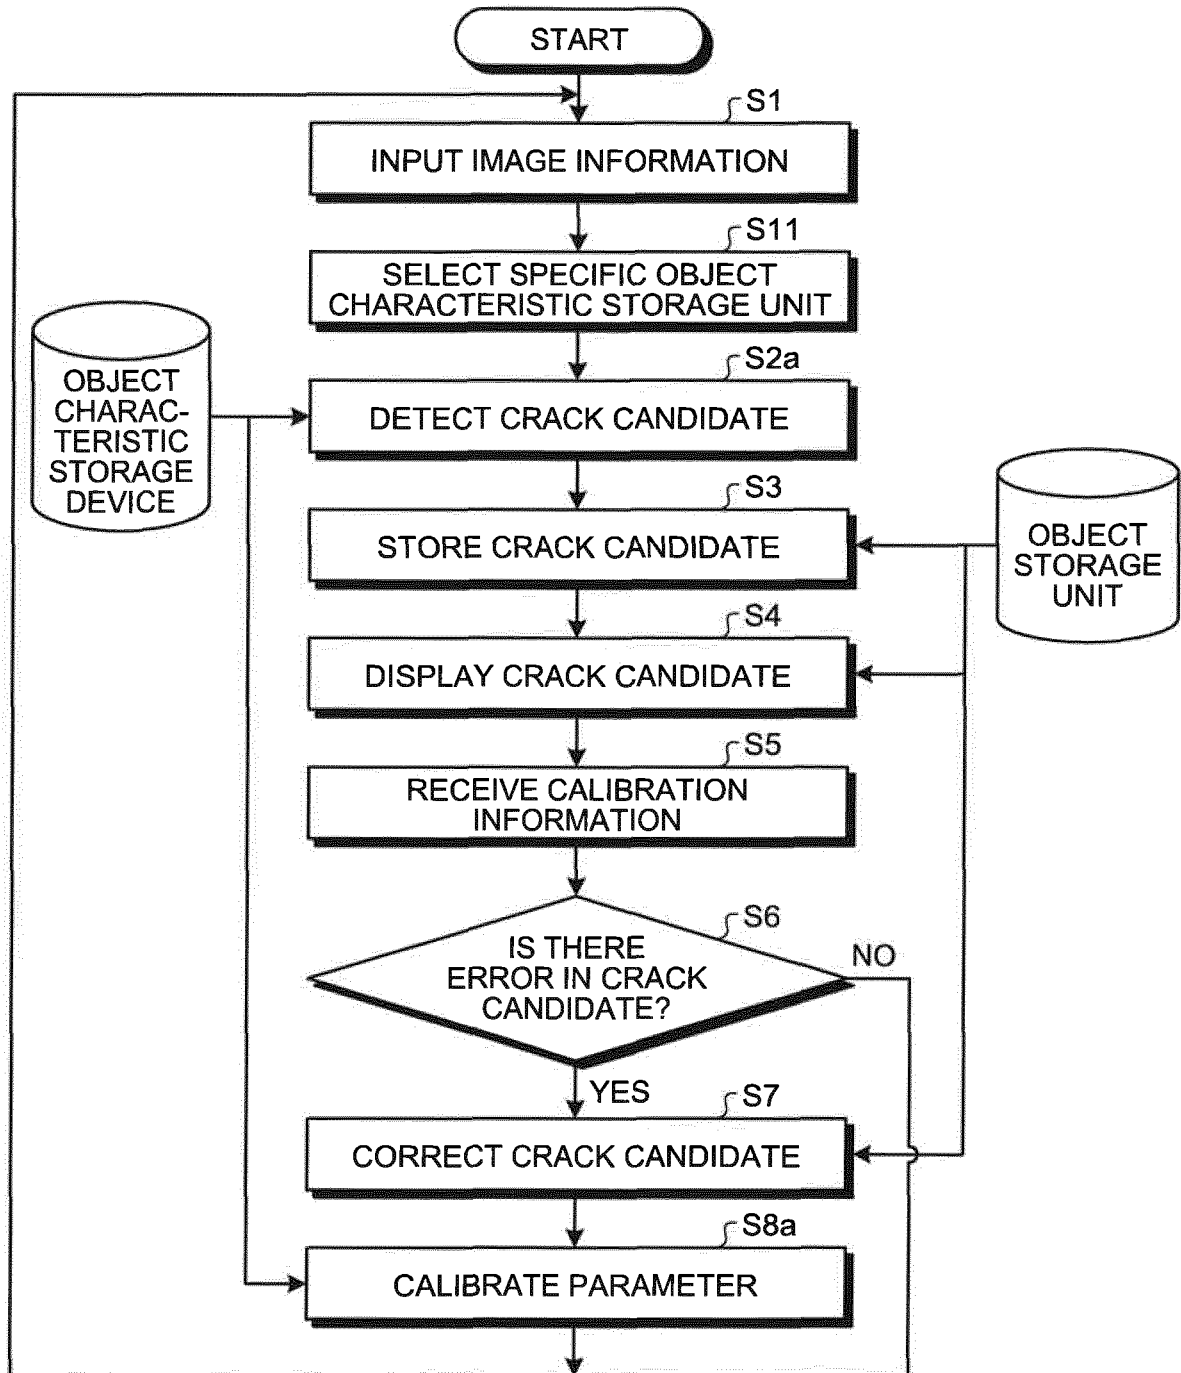 START
S1
INPUT IMAGE INFORMATION
S11
SELECT SPECIFIC OBJECT
CHARACTERISTIC STORAGE UNIT
S2a
DETECT CRACK CANDIDATE
OBJECT
CHARAC-
TERISTIC
STORAGE
DEVICE
S3
STORE CRACK CANDIDATE
OBJECT
STORAGE
UNIT
S4
DISPLAY CRACK CANDIDATE
S5
RECEIVE CALIBRATION
INFORMATION
S6
IS THERE
ERROR IN CRACK
CANDIDATE?
NO
YES
S7
CORRECT CRACK CANDIDATE
S8a
CALIBRATE PARAMETER